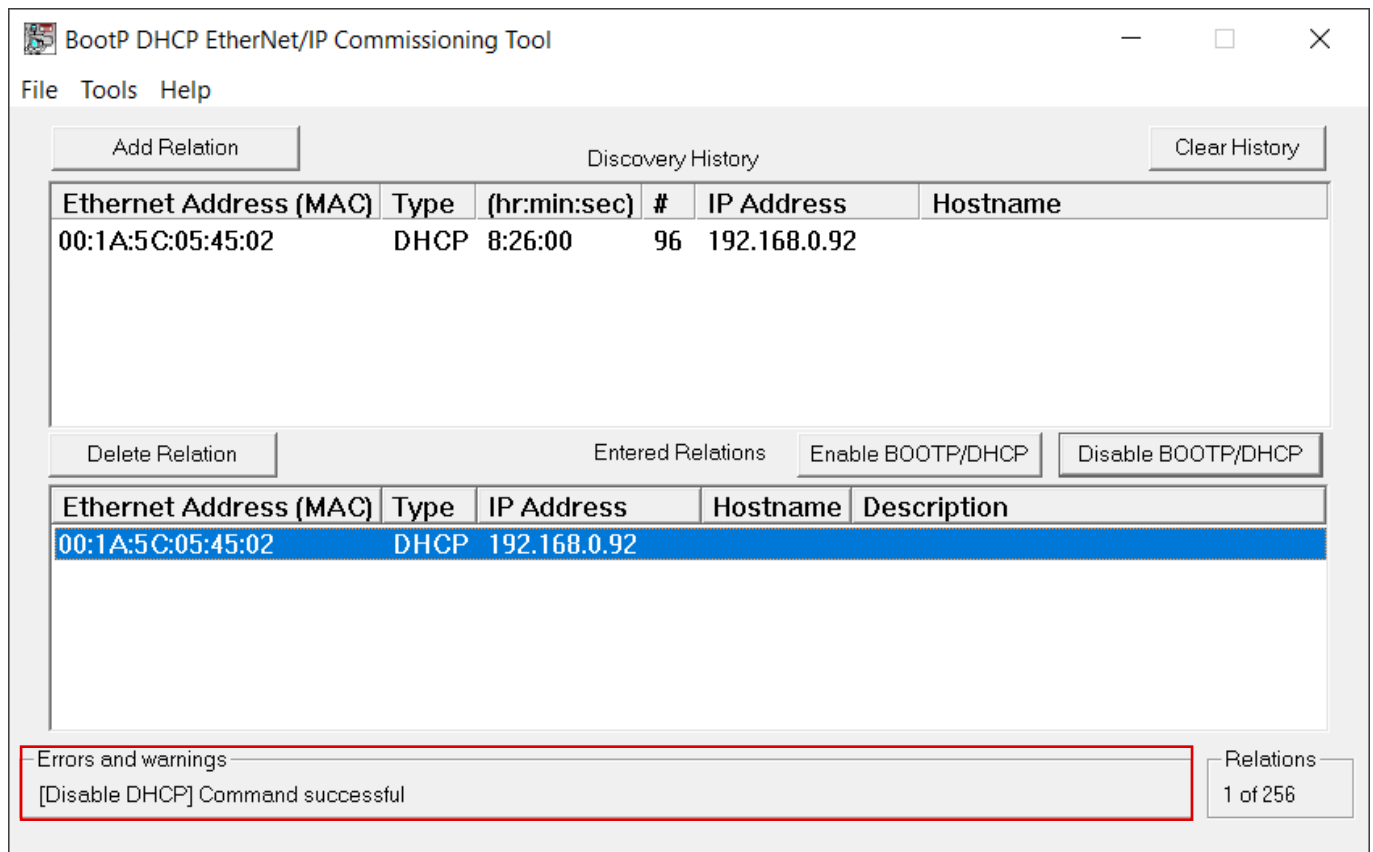 BootP DHCP EtherNet/IP Commissioning Tool
File Tools Help
Add Relation Discovery History Clear History
Ethernet Address (MAC) Type (hr:min:sec) # IP Address Hostname
00:1A:5C:05:45:02 DHCP 8:26:00 96 192.168.0.92
Delete Relation Entered Relations Enable BOOTP/DHCP Disable BOOTP/DHCP
Ethernet Address (MAC) Type IP Address Hostname Description
00:1A:5C:05:45:02 DHCP 192.168.0.92
Errors and warnings Relations
[Disable DHCP] Command successful 1 of 256